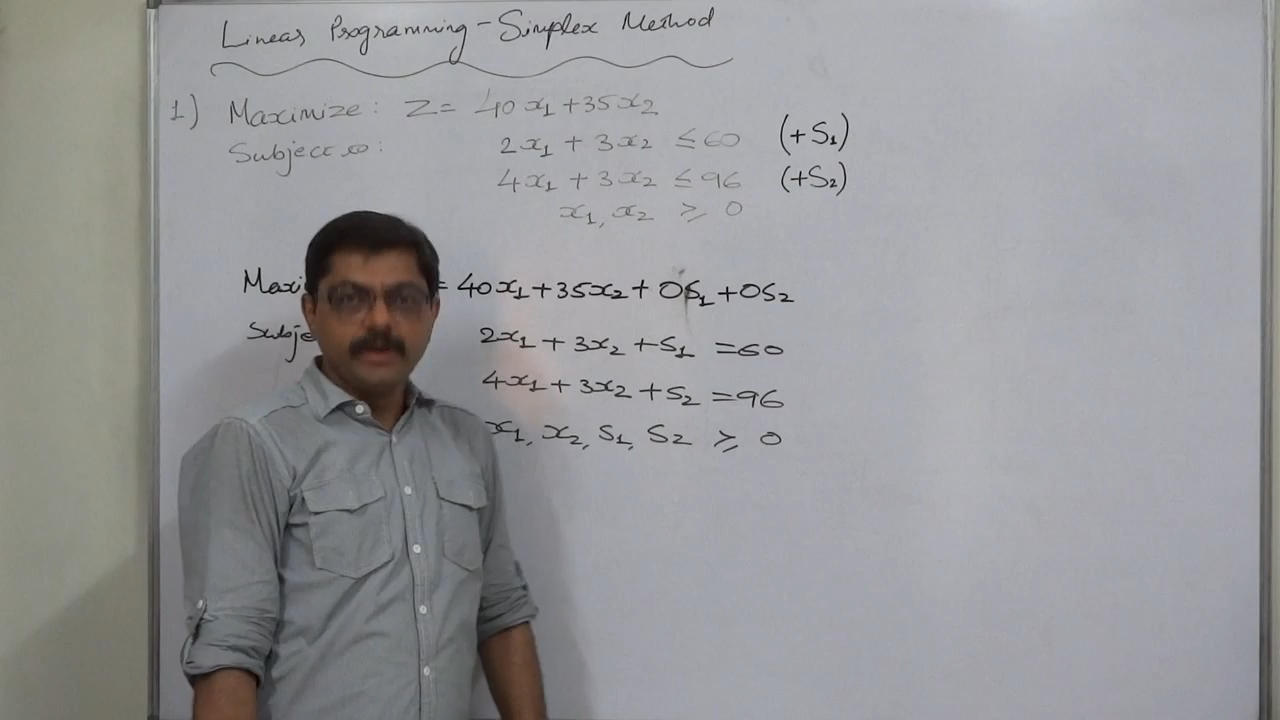 Linear Programming - Simplex Method
1) Maximize: Z = 40x₁ + 35x₂
Subject to: 2x₁ + 3x₂ ≤ 60 (+S₁)
4x₁ + 3x₂ ≤ 96 (+S₂)
x₁, x₂ ≥ 0
Maxi = 40x₁ + 35x₂ + 0S₁ + 0S₂
Subje 2x₁ + 3x₂ + S₁ = 60
4x₁ + 3x₂ + S₂ = 96
x₁, x₂, S₁, S₂ ≥ 0